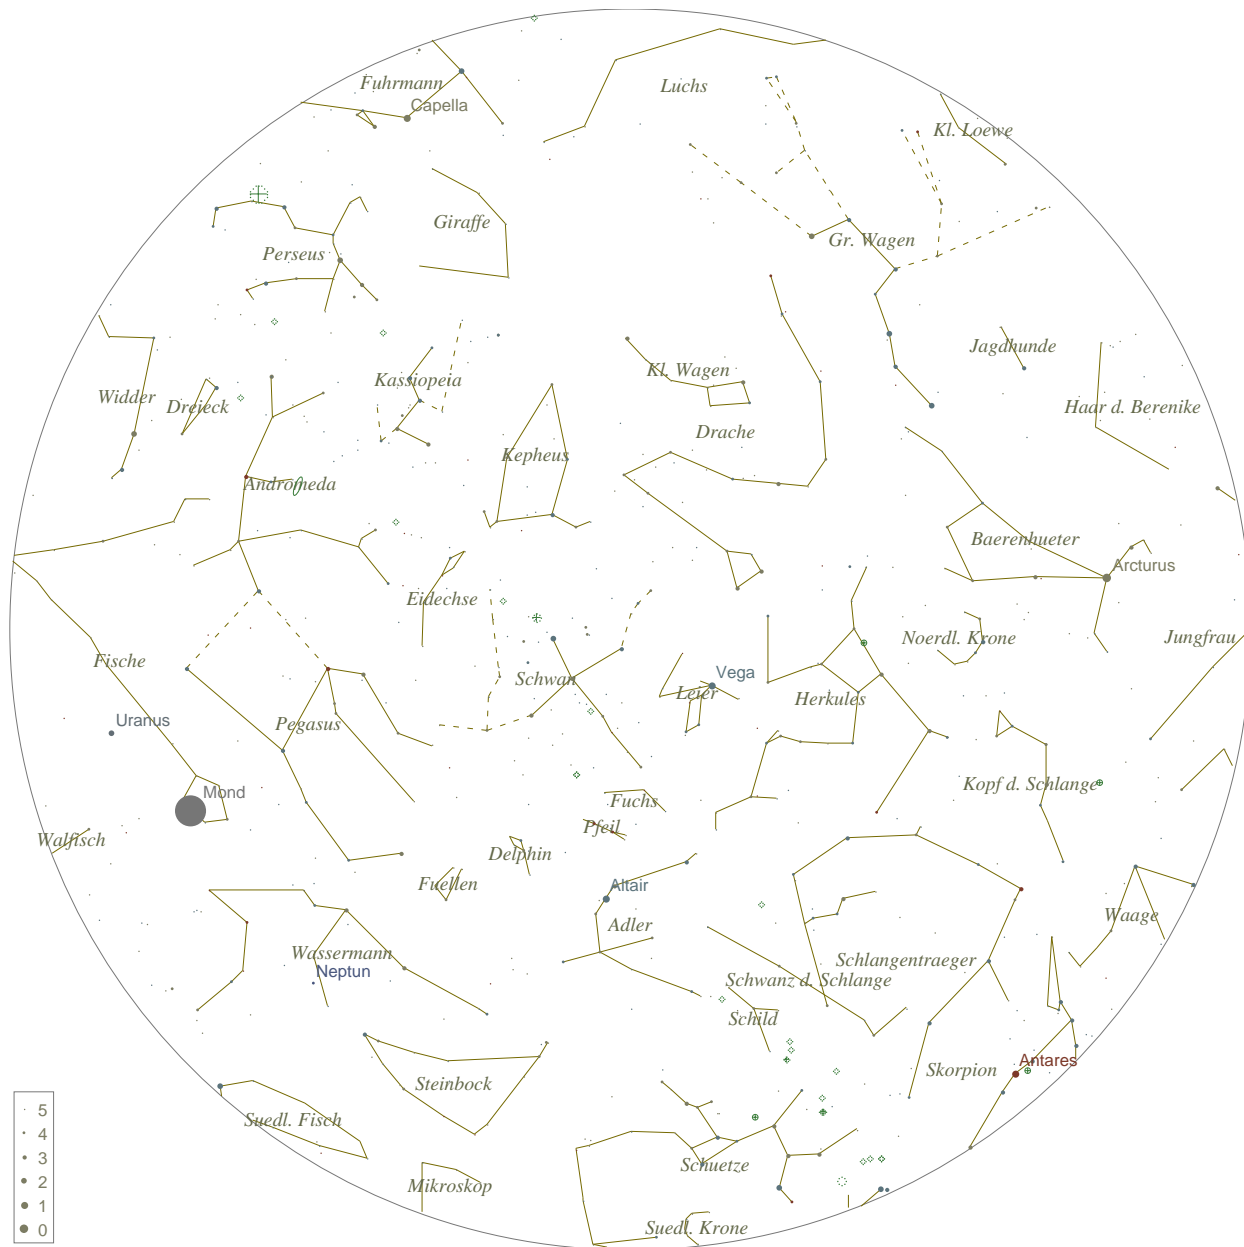 Fuhrmann
Luchs
Capella
Kl. Loewe
Giraffe
Gr. Wagen
Perseus
Jagdhunde
Kl. Wagen
Kassiopeia
Widder
Dreieck
Haar d. Berenike
Drache
Kepheus
Andromeda
Baerenhueter
Arcturus
Eidechse
Noerdl. Krone
Jungfrau
Fische
Schwan
Vega
Leier
Herkules
Uranus
Pegasus
Kopf d. Schlange
Mond
Fuchs
Pfeil
Walfisch
Delphin
Fuellen
Altair
Waage
Adler
Wassermann
Schlangentraeger
Neptun
Schwanz d. Schlange
Schild
Antares
Skorpion
Steinbock
Suedl. Fisch
Schuetze
Mikroskop
Suedl. Krone
5
4
3
2
1
0